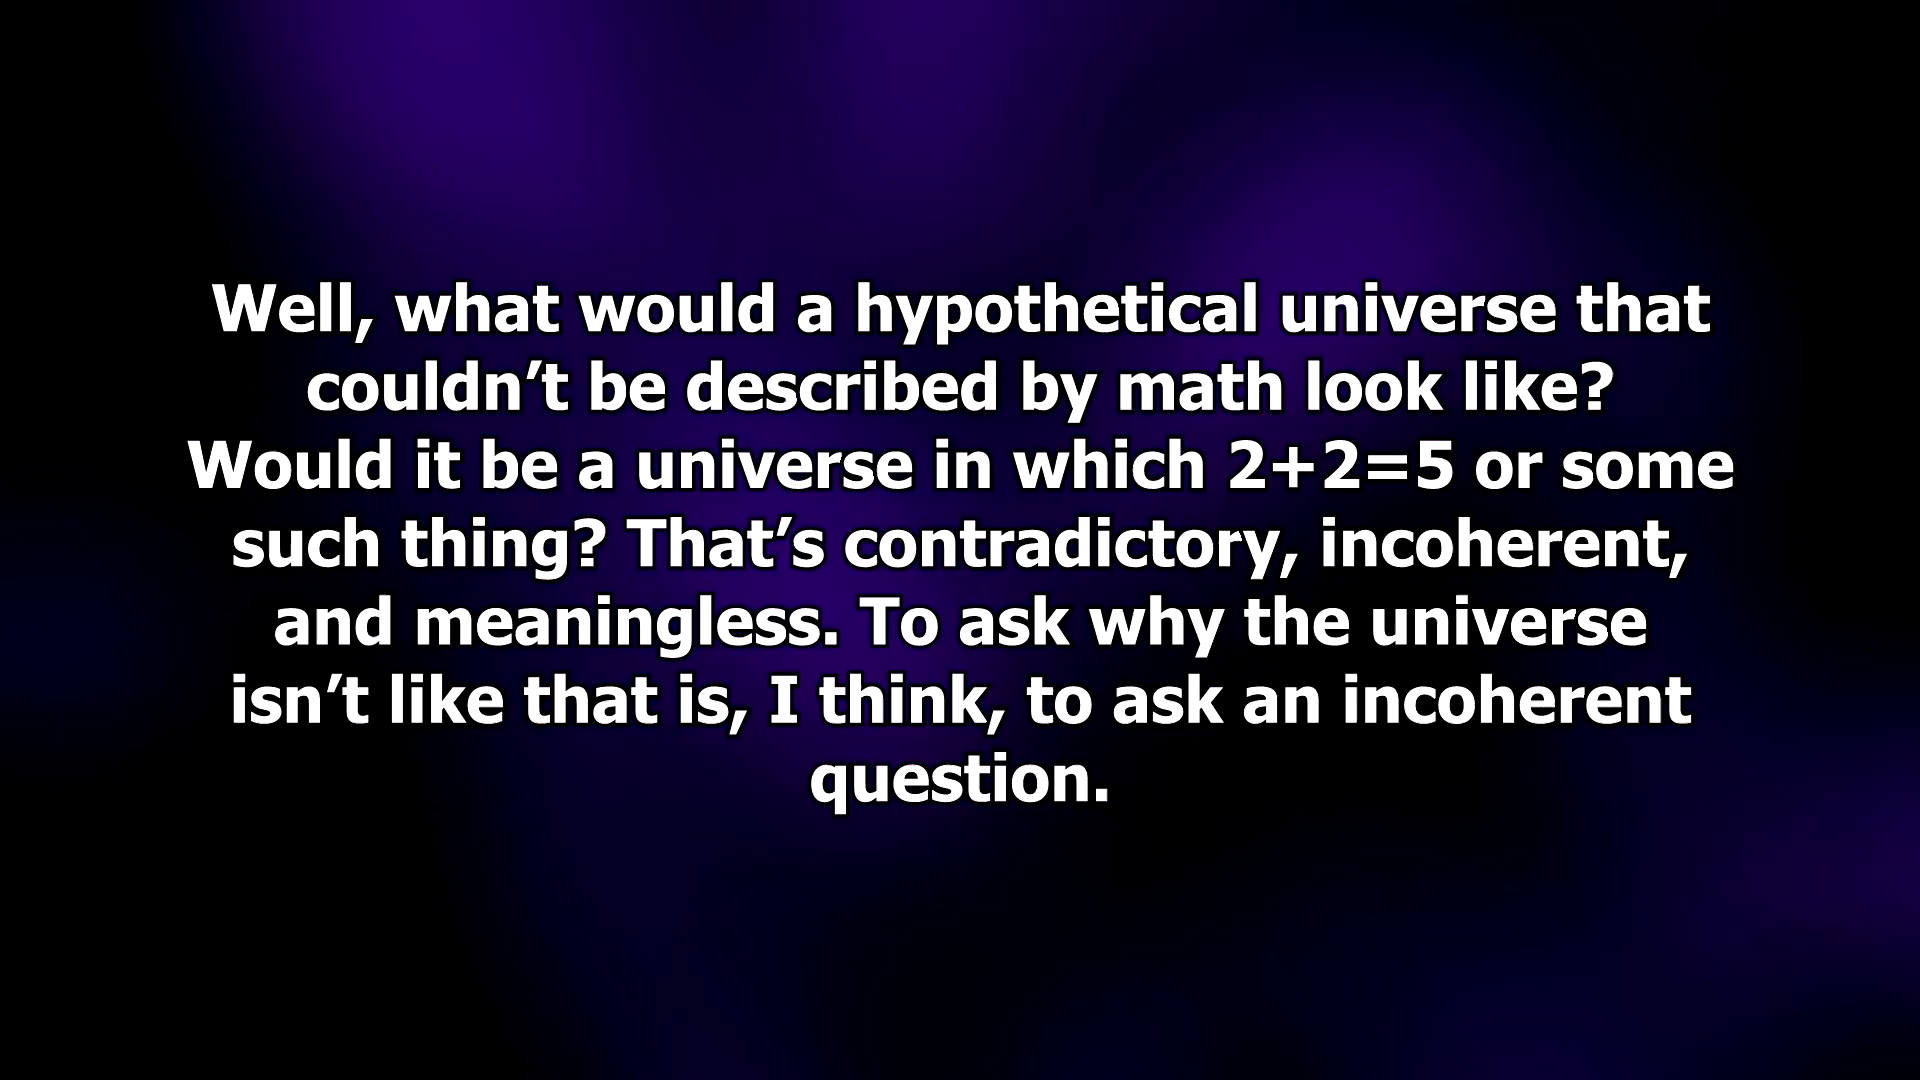 Well, what would a hypothetical universe that
couldn’t be described by math look like?
Would it be a universe in which 2+2=5 or some
such thing? That’s contradictory, incoherent,
and meaningless. To ask why the universe
isn’t like that is, I think, to ask an incoherent
question.